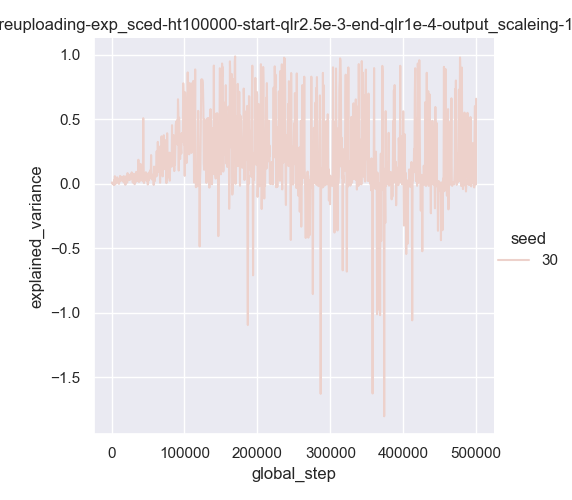 reuploading-exp_sced-ht100000-start-qlr2.5e-3-end-qlr1e-4-output_scaleing-1
1.0
0.5
0.0
−0.5
−1.0
−1.5
explained_variance
0 100000 200000 300000 400000 500000
global_step
seed
30